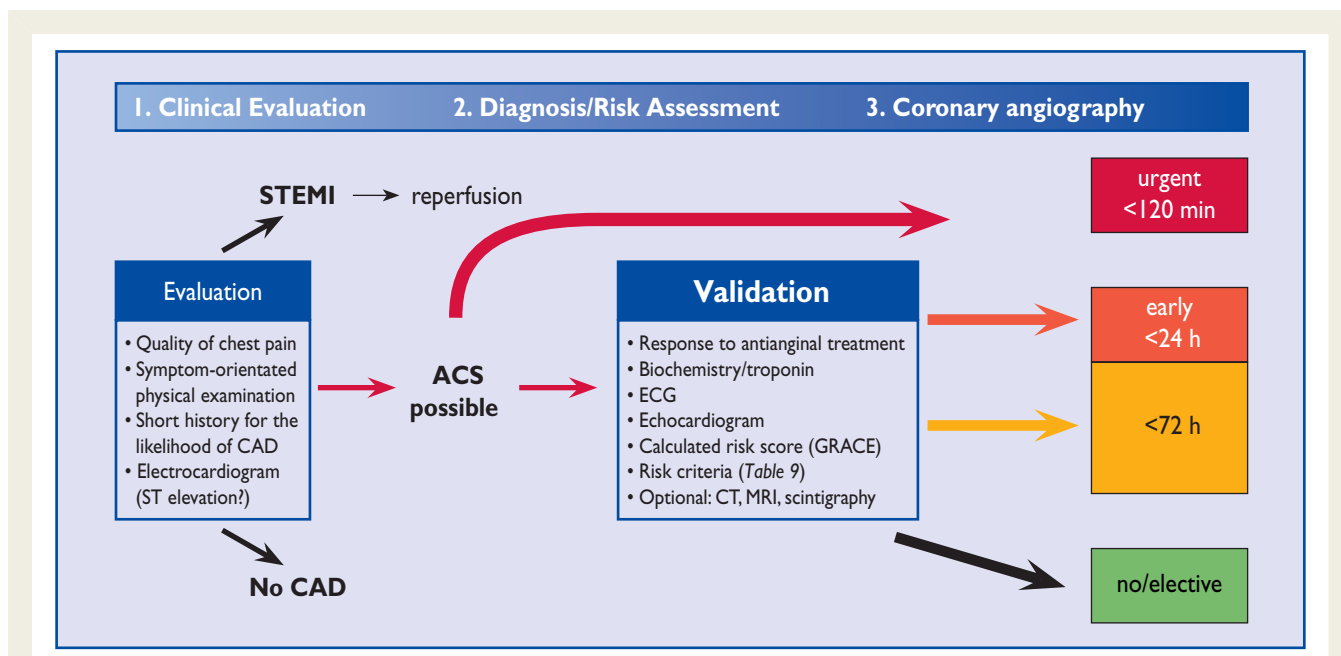 1. Clinical Evaluation 2. Diagnosis/Risk Assessment 3. Coronary angiography
STEMI
reperfusion
urgent
<120 min
Evaluation
• Quality of chest pain
• Symptom-orientated
physical examination
• Short history for the
likelihood of CAD
• Electrocardiogram
(ST elevation?)
ACS
possible
Validation
• Response to antianginal treatment
• Biochemistry/troponin
• ECG
• Echocardiogram
• Calculated risk score (GRACE)
• Risk criteria (Table 9)
• Optional: CT, MRI, scintigraphy
early
<24 h
<72 h
No CAD
no/elective